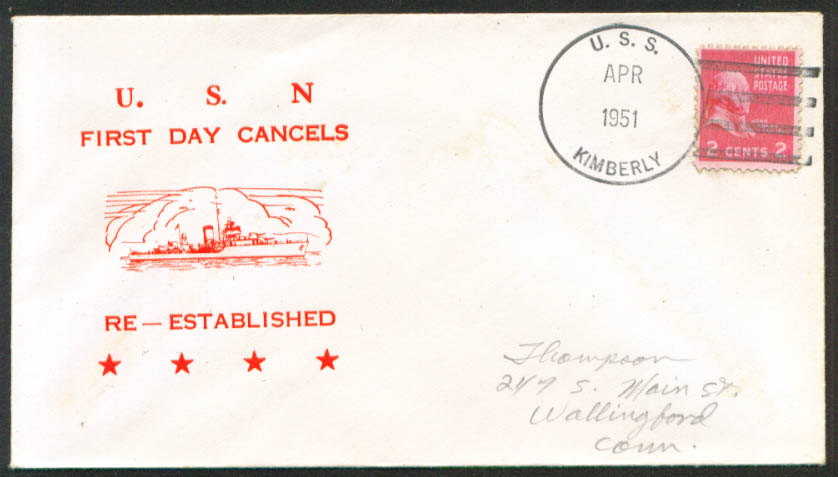 U. S. N
FIRST DAY CANCELS
RE — ESTABLISHED
U. S. S.
APR
1951
KIMBERLY
UNITED
STATES
POSTAGE
2 CENTS 2
Thompson
247 S. Main St.
Wallingford
Conn.